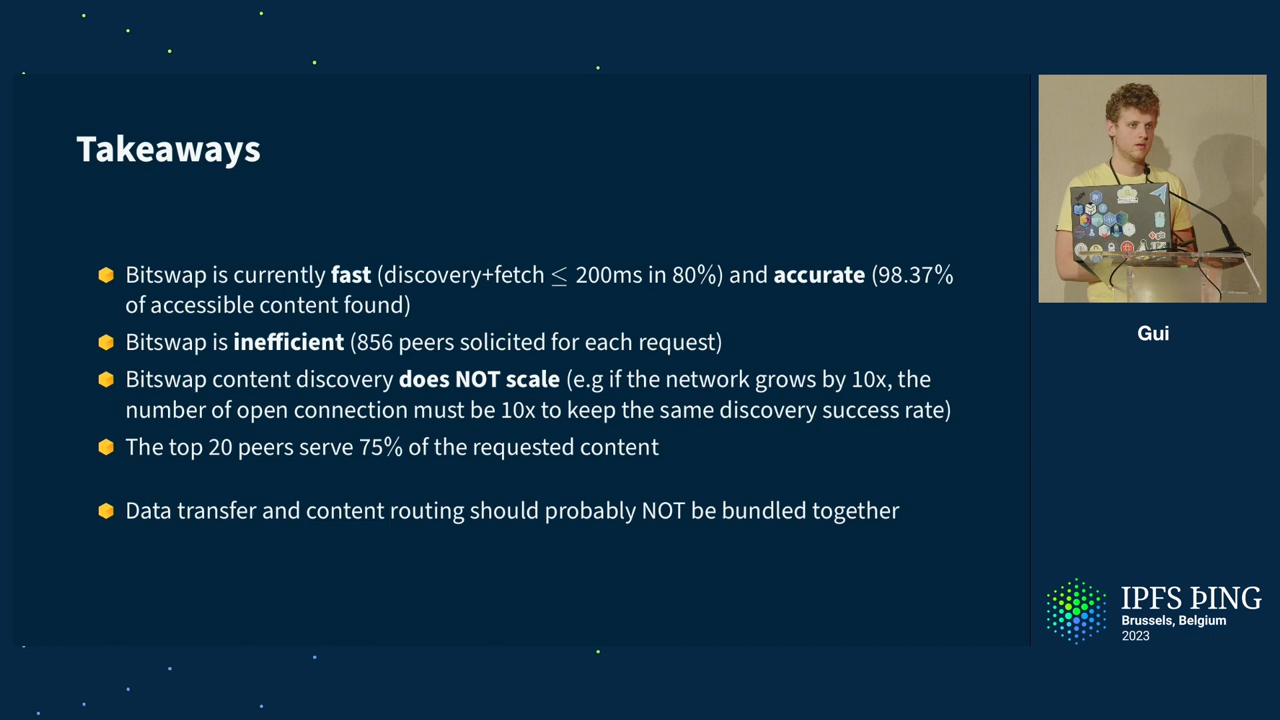 Takeaways
Bitswap is currently fast (discovery+fetch ≤ 200ms in 80%) and accurate (98.37%
of accessible content found)
Bitswap is inefficient (856 peers solicited for each request)
Bitswap content discovery does NOT scale (e.g if the network grows by 10x, the
number of open connection must be 10x to keep the same discovery success rate)
The top 20 peers serve 75% of the requested content
Data transfer and content routing should probably NOT be bundled together
Gui
IPFS ÞING
Brussels, Belgium
2023